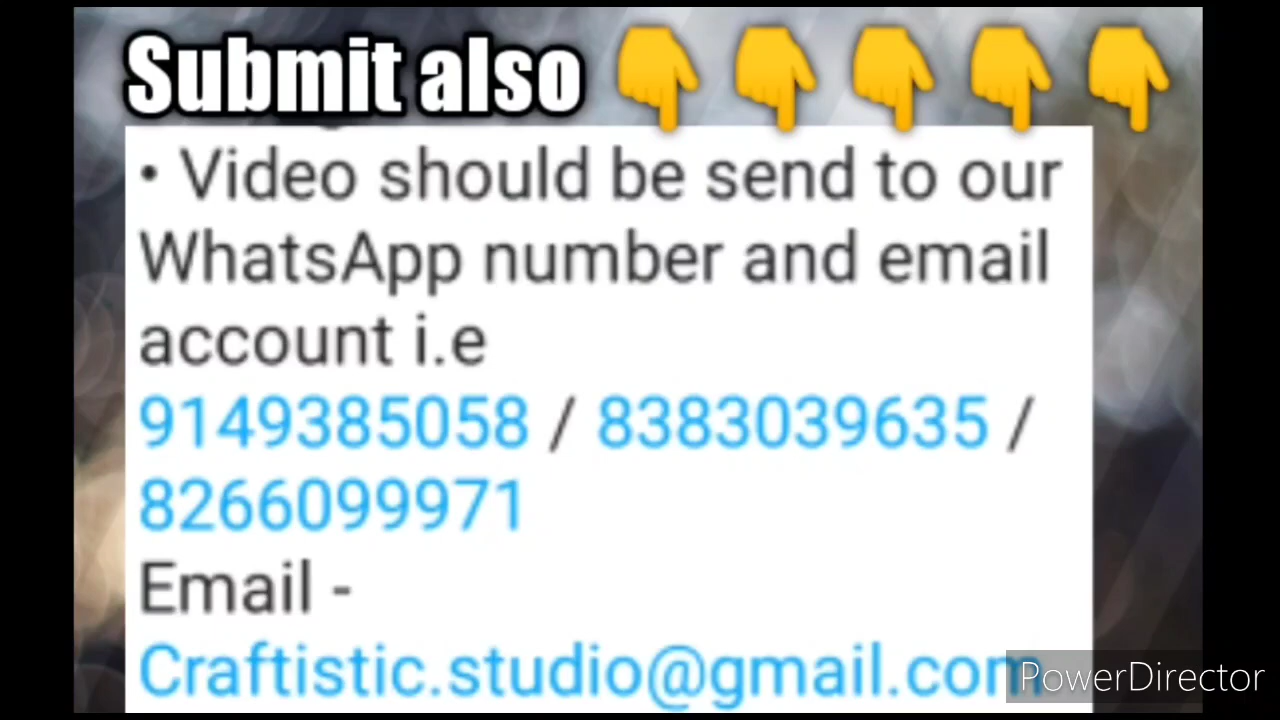 Submit also 👇👇👇👇👇
• Video should be send to our
WhatsApp number and email
account i.e
9149385058 / 8383039635 /
8266099971
Email -
Craftistic.studio@gmail.com
PowerDirector